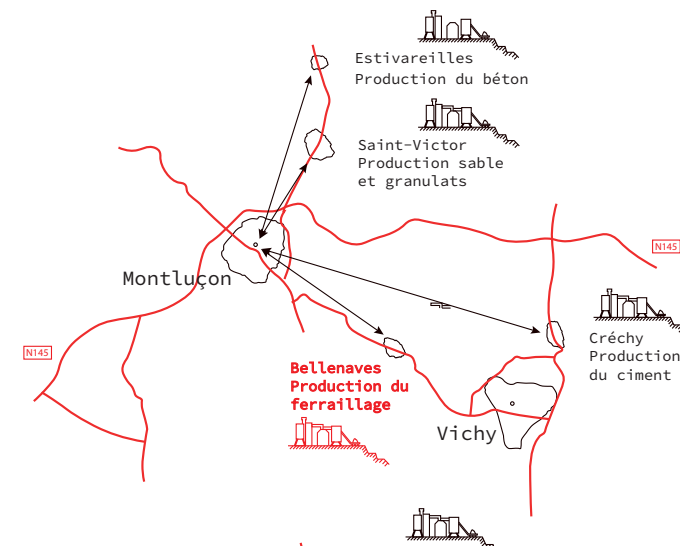 Estivareilles
Production du béton
Saint-Victor
Production sable
et granulats
N145
Montluçon
Créchy
Production
du ciment
N145
Bellenaves
Production du
ferraillage
Vichy